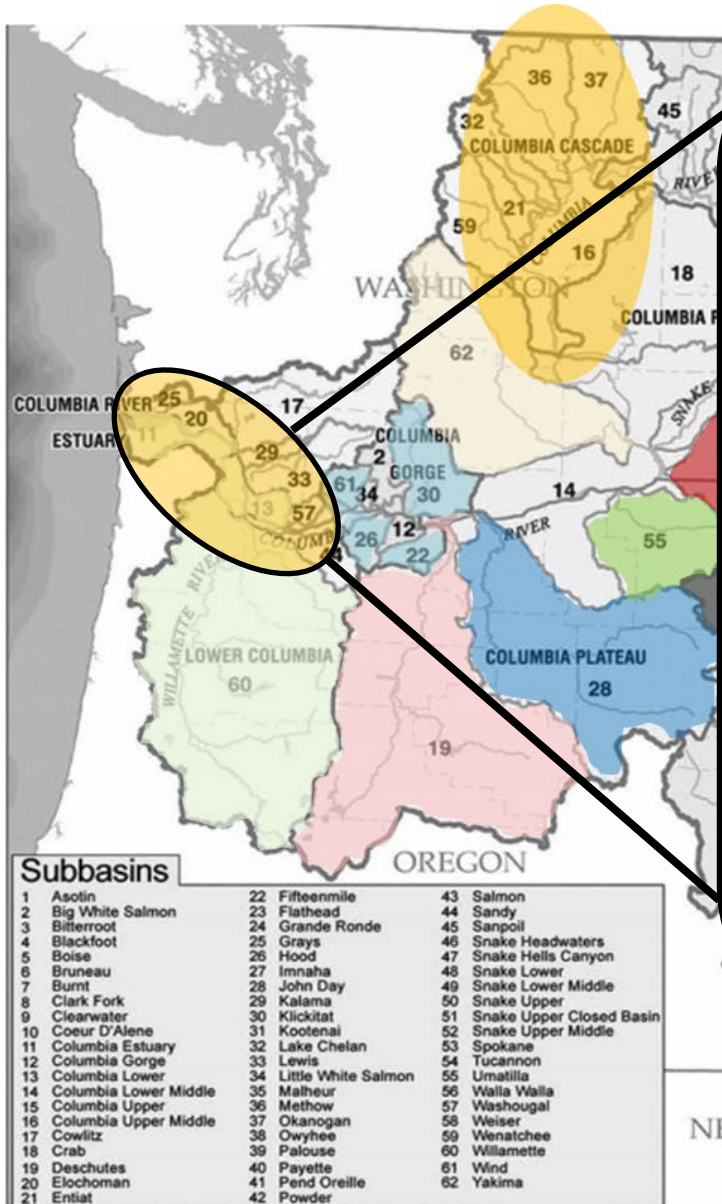 36
37
45
32
COLUMBIA CASCADE
RIVER
21
59
COLUMBIA
16
18
WASHINGTON
COLUMBIA R
62
SNAKE
COLUMBIA RIVER
25
17
20
ESTUARY
11
COLUMBIA
29
2
GORGE
33
61
34
30
14
13
57
12
RIVER
COLUMB
26
22
55
44
WILLAMETTE RIVER
LOWER COLUMBIA
COLUMBIA PLATEAU
60
28
19
OREGON
Subbasins
1 Asotin
2 Big White Salmon
3 Bitterroot
4 Blackfoot
5 Boise
6 Bruneau
7 Burnt
8 Clark Fork
9 Clearwater
10 Coeur D'Alene
11 Columbia Estuary
12 Columbia Gorge
13 Columbia Lower
14 Columbia Lower Middle
15 Columbia Upper
16 Columbia Upper Middle
17 Cowlitz
18 Crab
19 Deschutes
20 Elochoman
21 Entiat
22 Fifteenmile
23 Flathead
24 Grande Ronde
25 Grays
26 Hood
27 Imnaha
28 John Day
29 Kalama
30 Klickitat
31 Kootenai
32 Lake Chelan
33 Lewis
34 Little White Salmon
35 Malheur
36 Methow
37 Okanogan
38 Owyhee
39 Palouse
40 Payette
41 Pend Oreille
42 Powder
43 Salmon
44 Sandy
45 Sanpoil
46 Snake Headwaters
47 Snake Hells Canyon
48 Snake Lower
49 Snake Lower Middle
50 Snake Upper
51 Snake Upper Closed Basin
52 Snake Upper Middle
53 Spokane
54 Tucannon
55 Umatilla
56 Walla Walla
57 Washougal
58 Weiser
59 Wenatchee
60 Willamette
61 Wind
62 Yakima
NE